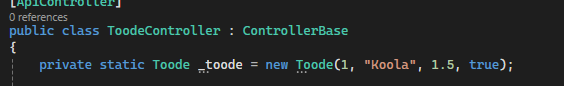 [ApiController]
0 references
public class ToodeController : ControllerBase
{
private static Toode _toode = new Toode(1, "Koola", 1.5, true);